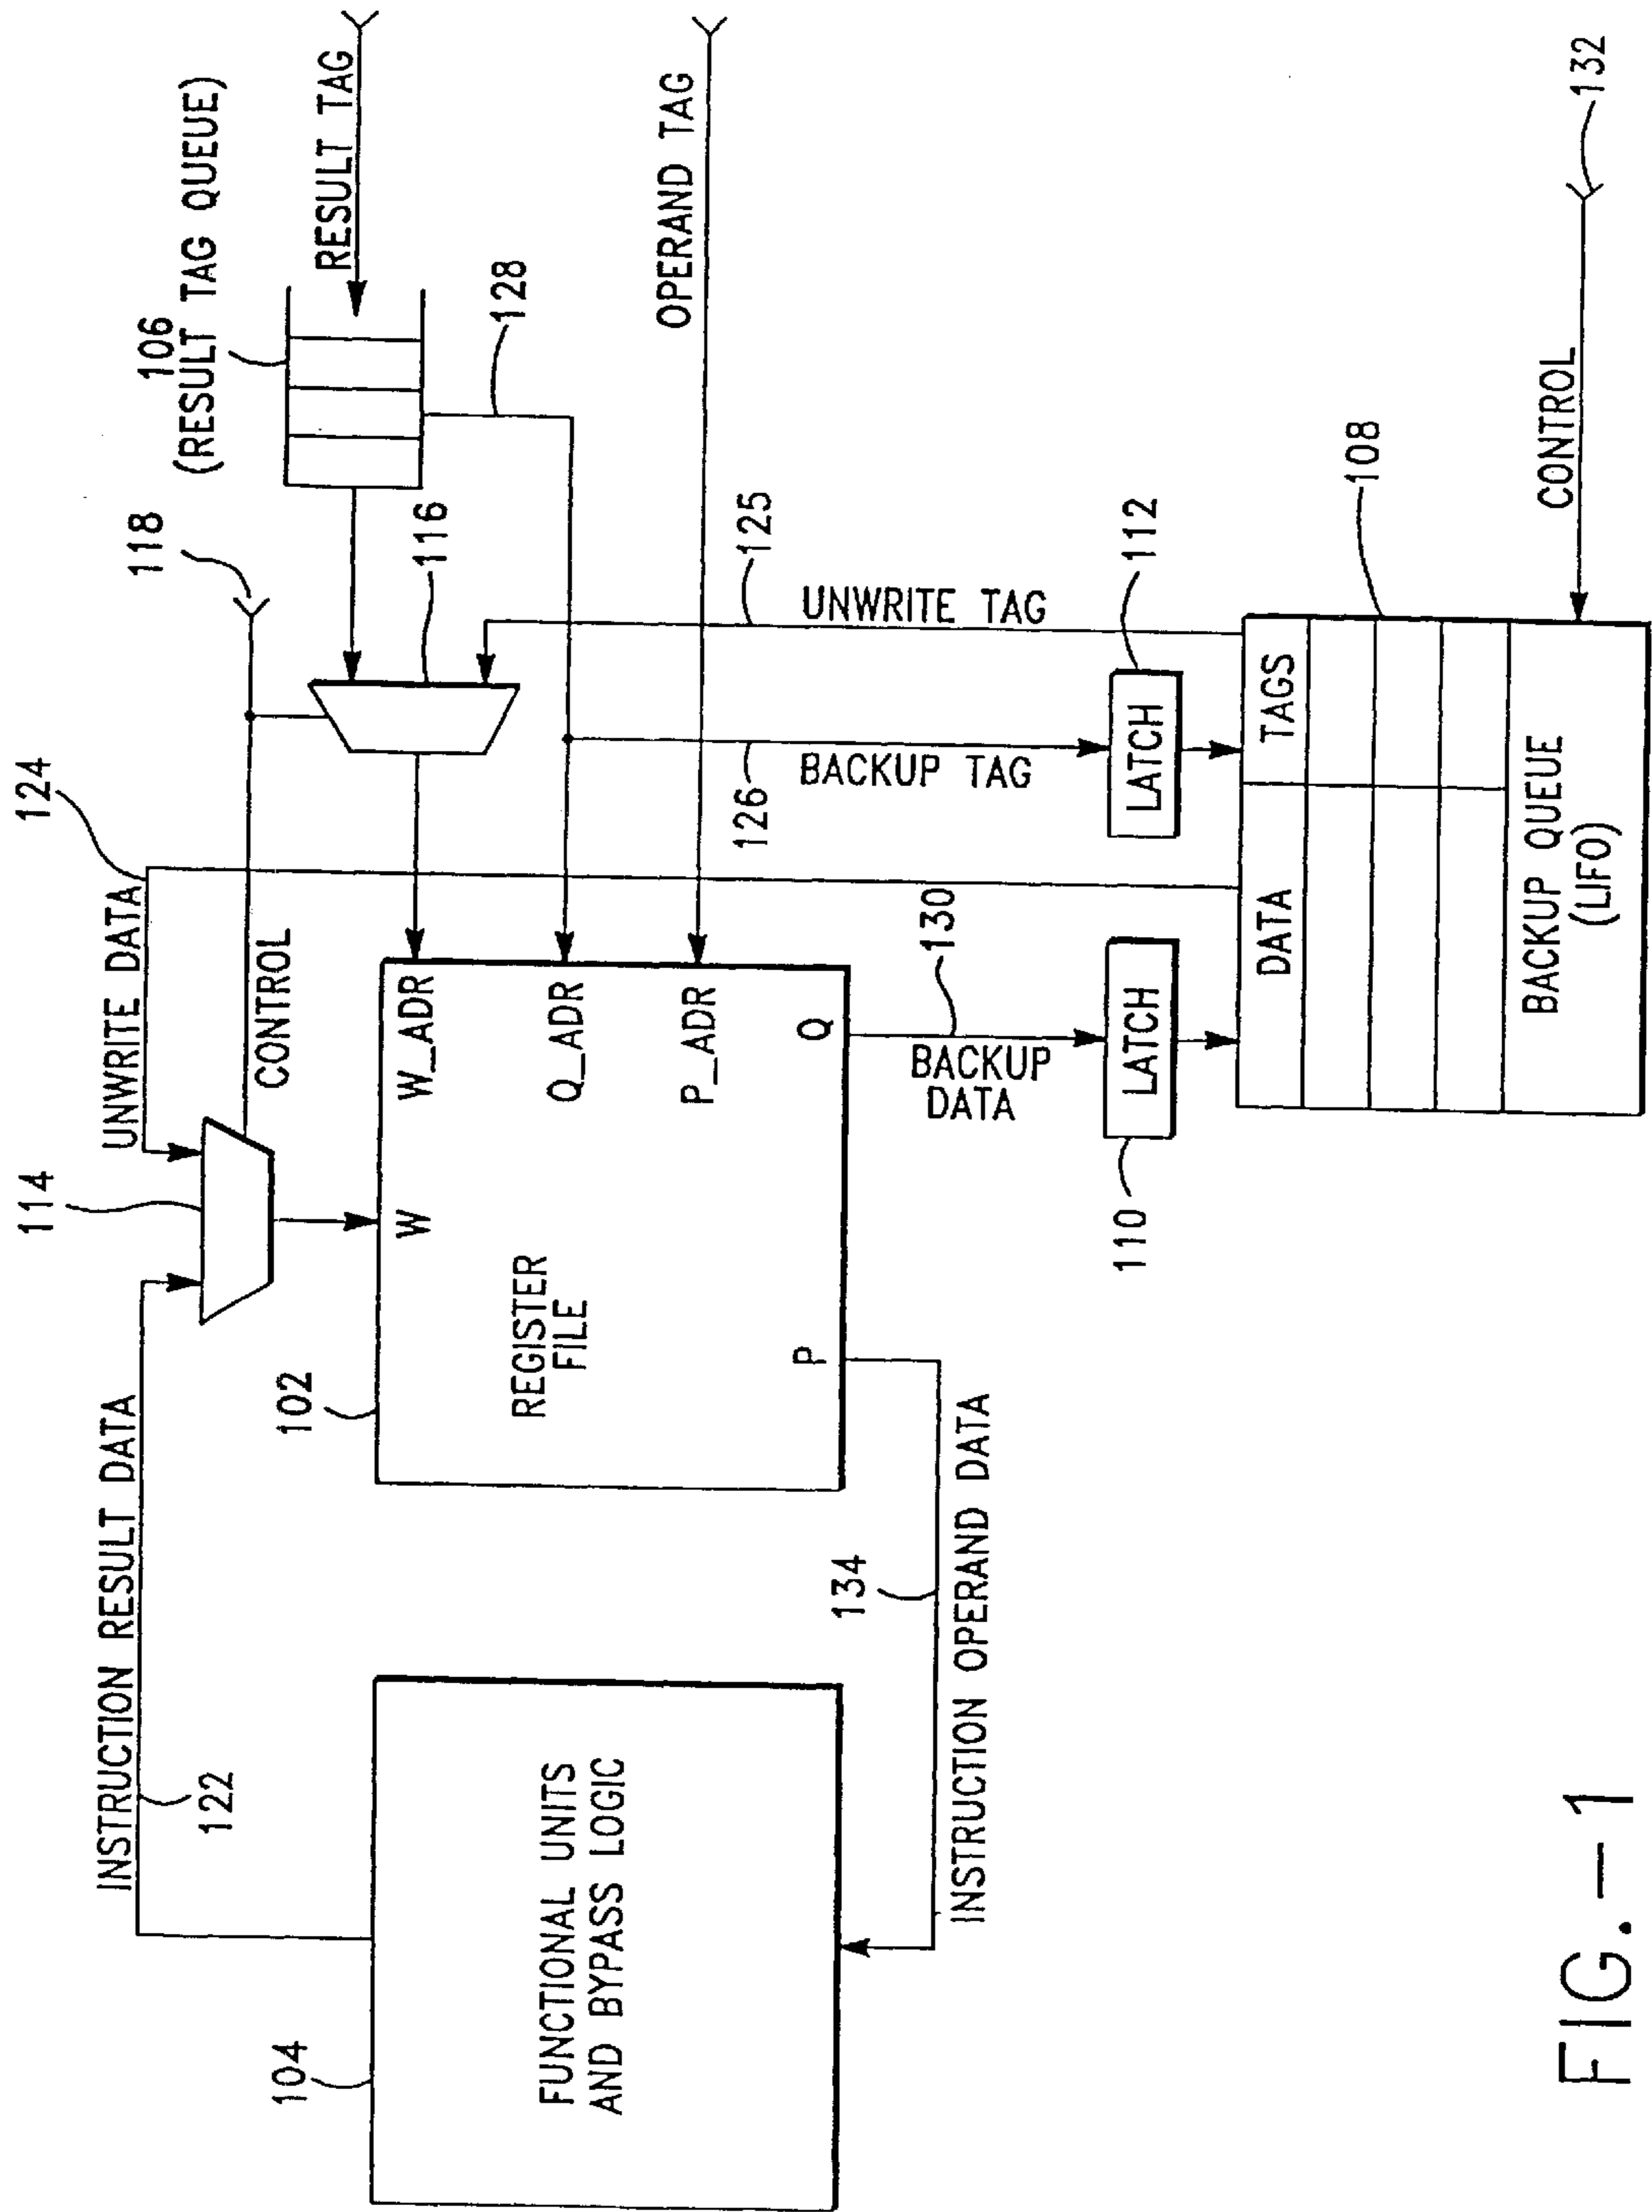 124
114
UNWRITE DATA
INSTRUCTION RESULT DATA
122
118
CONTROL
106
(RESULT TAG QUEUE)
RESULT TAG
116
128
104
FUNCTIONAL UNITS
AND BYPASS LOGIC
102
REGISTER
FILE
W
W_ADR
Q_ADR
P_ADR
P
Q
OPERAND TAG
134
INSTRUCTION OPERAND DATA
130
BACKUP
DATA
126
BACKUP TAG
UNWRITE TAG
125
110
LATCH
LATCH
112
DATA
TAGS
108
BACKUP QUEUE
(LIFO)
CONTROL
132
FIG.-1